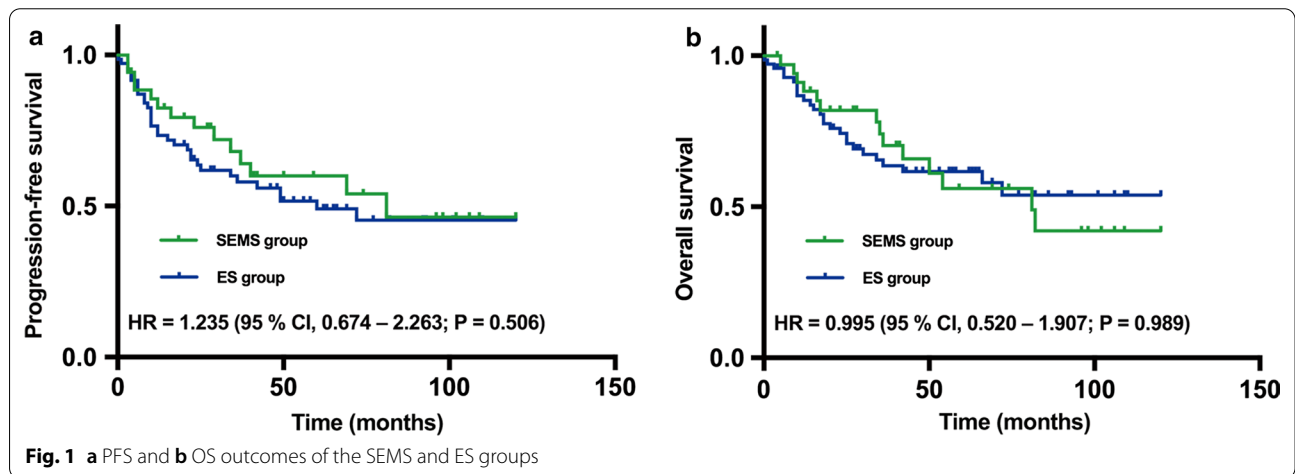 a
Progression-free survival
1.0
0.5
0.0
SEMS group
ES group
HR = 1.235 (95 % CI, 0.674 – 2.263; P = 0.506)
0 50 100 150
Time (months)
b
Overall survival
1.0
0.5
0.0
SEMS group
ES group
HR = 0.995 (95 % CI, 0.520 – 1.907; P = 0.989)
0 50 100 150
Time (months)
Fig. 1 a PFS and b OS outcomes of the SEMS and ES groups